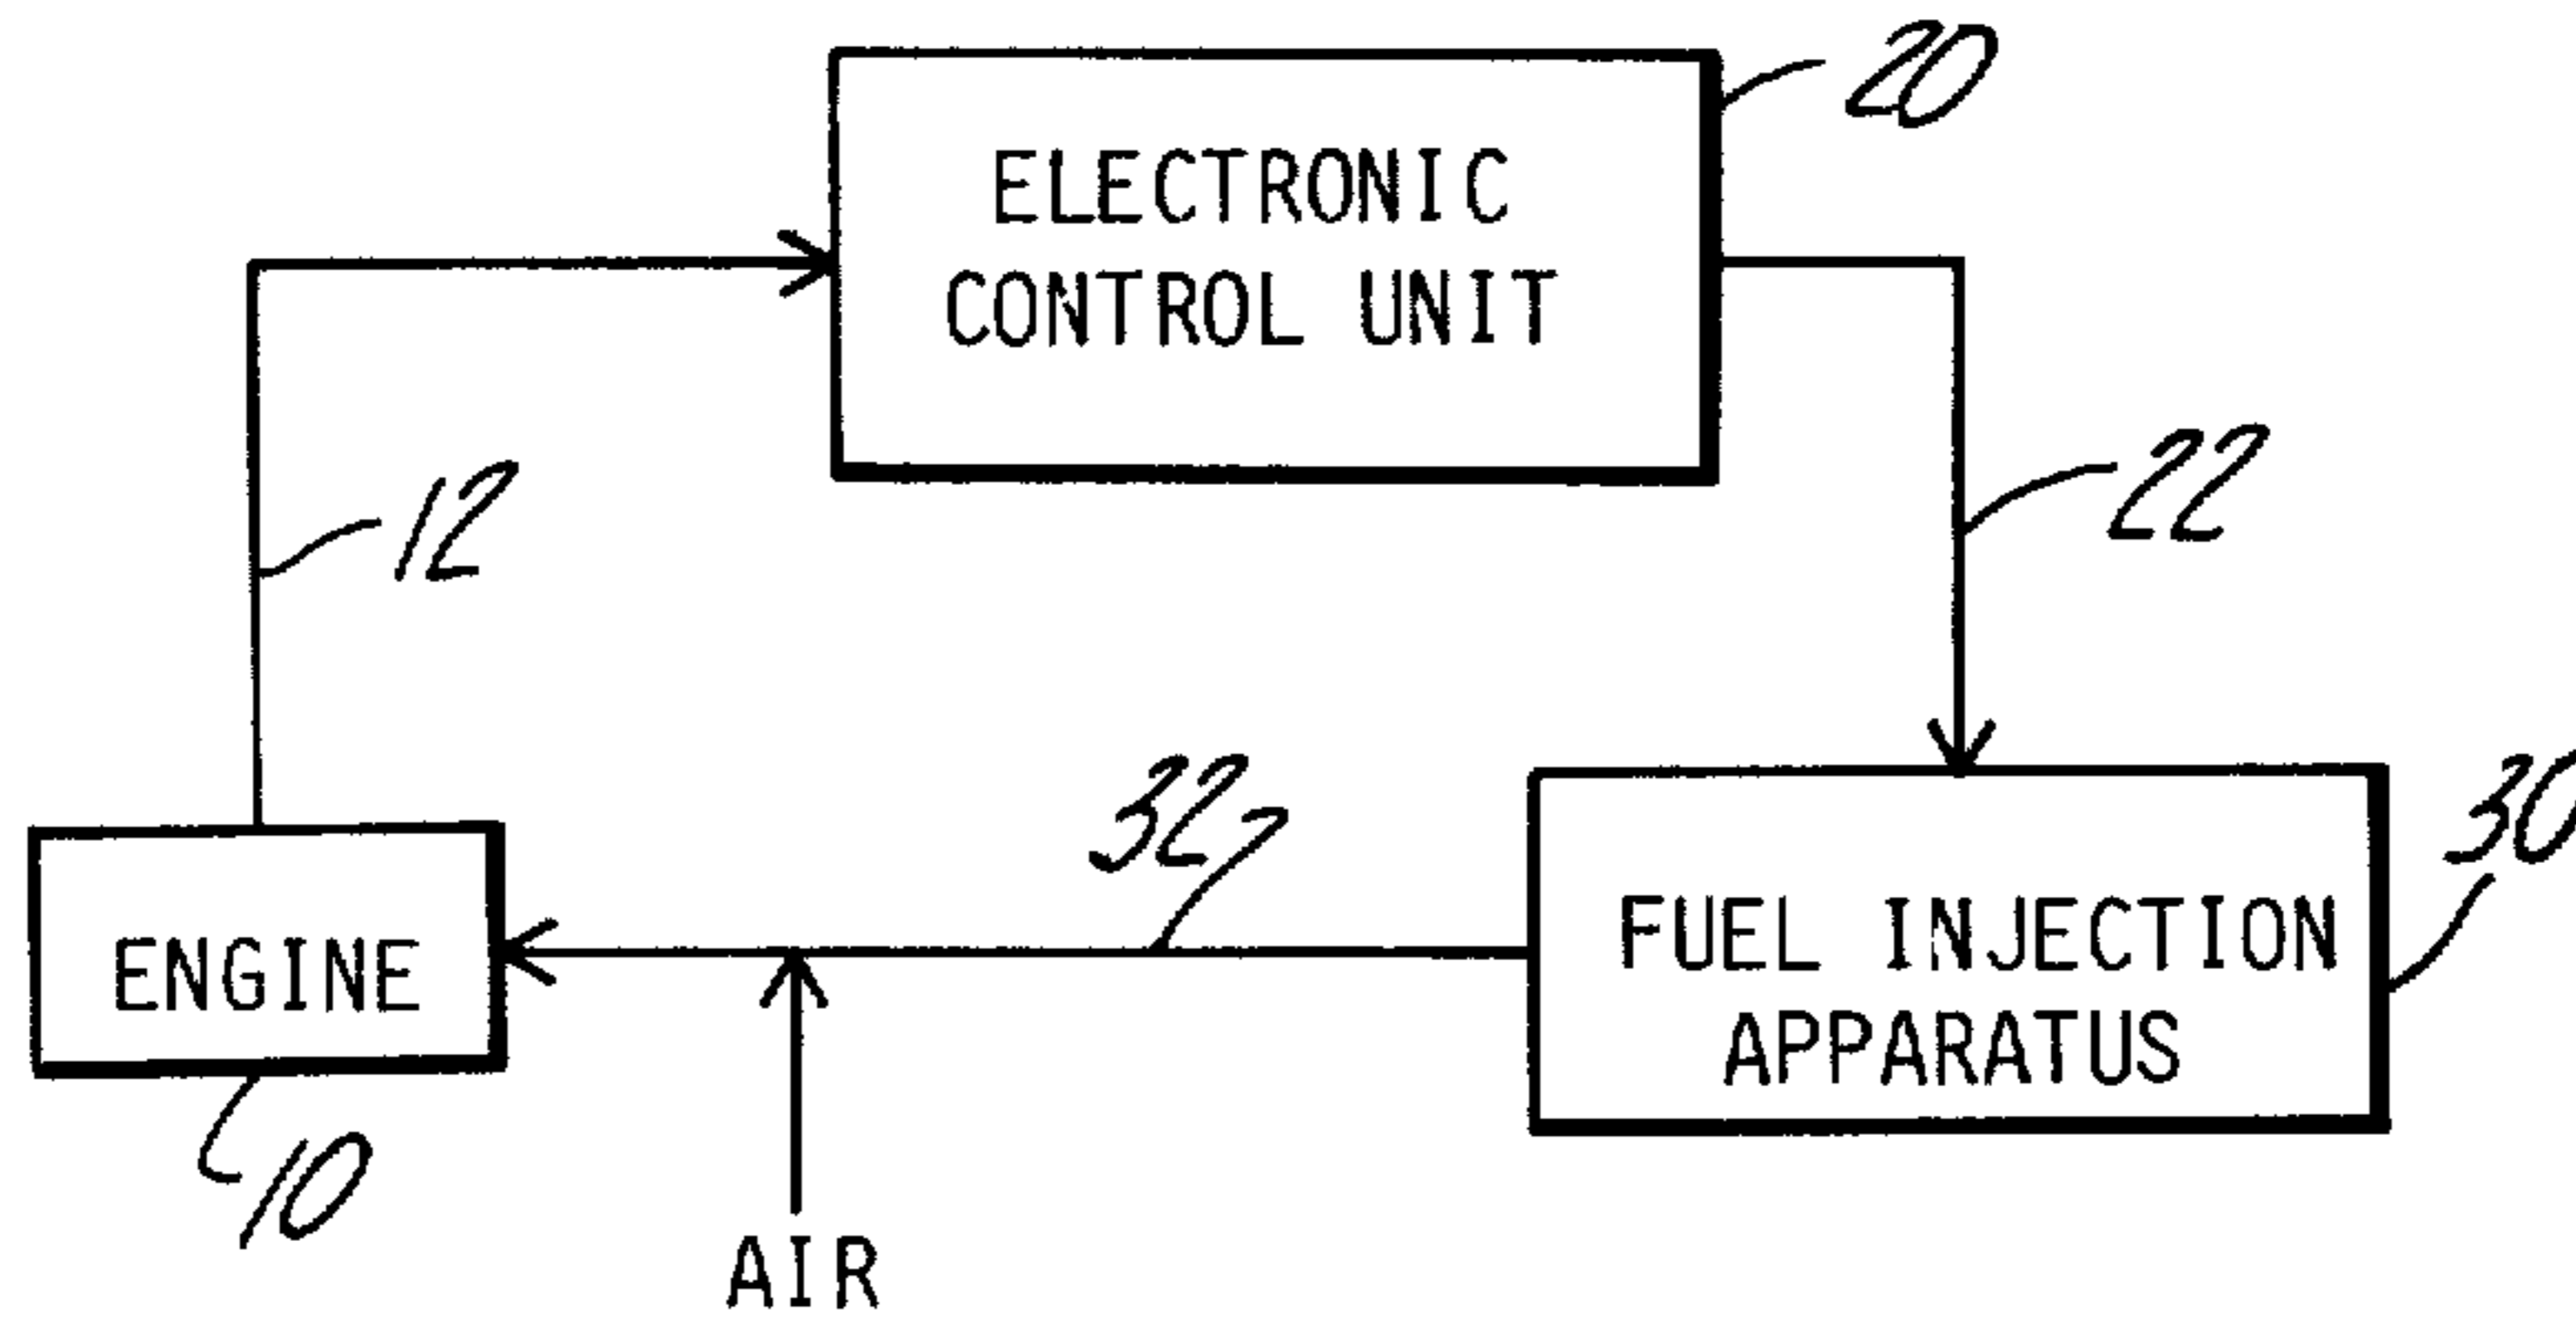 20
ELECTRONIC
CONTROL UNIT
12
22
32
30
ENGINE
FUEL INJECTION
APPARATUS
10
AIR